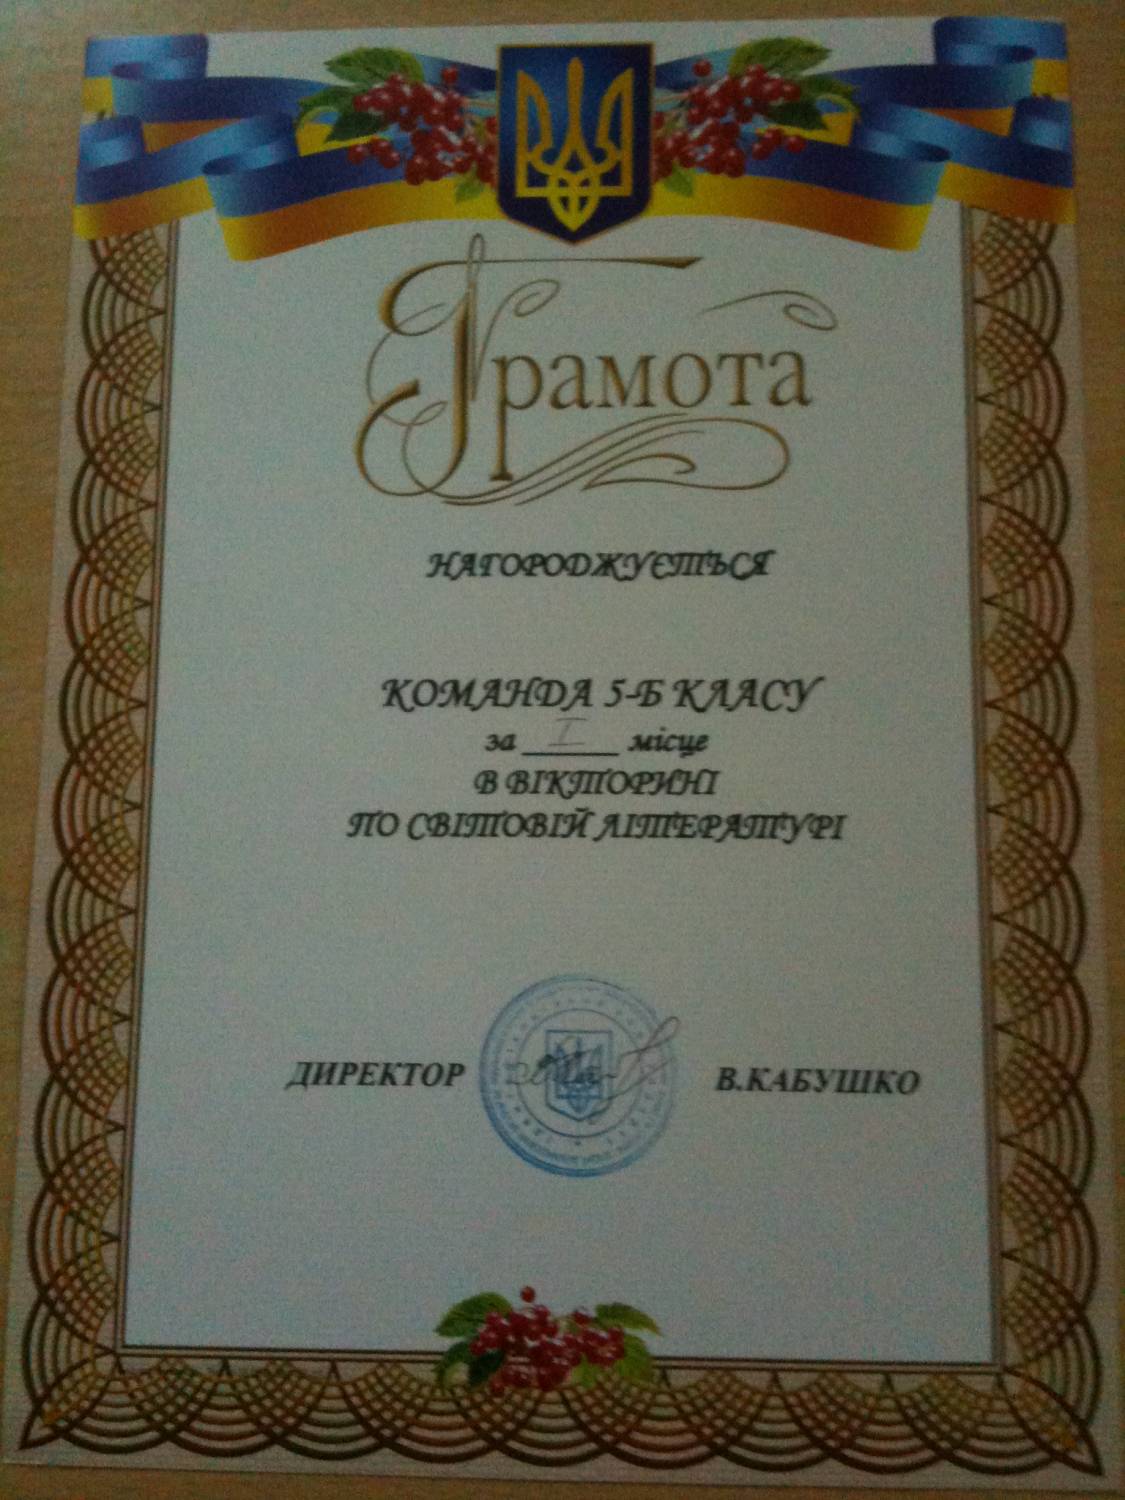 Грамота
НАГОРОДЖУЄТЬСЯ
КОМАНДА 5-Б КЛАСУ
за I місце
В ВІКТОРИНІ
ПО СВІТОВІЙ ЛІТЕРАТУРІ
ДИРЕКТОР В.КАБУШКО